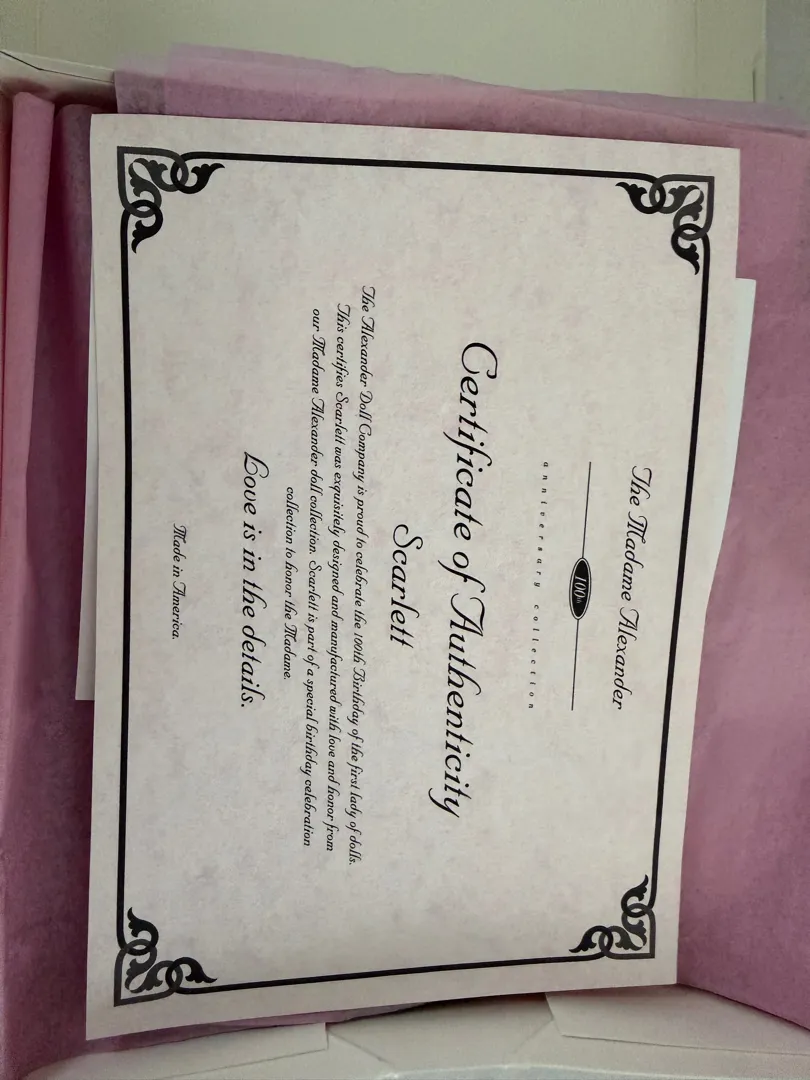 The Madame Alexander
100th
anniversary collection
Certificate of Authenticity
Scarlett
The Alexander Doll Company is proud to celebrate the 100th Birthday of the first lady of dolls.
This certifies Scarlett was exquisitely designed and manufactured with love and honor from
our Madame Alexander doll collection. Scarlett is part of a special birthday celebration
collection to honor the Madame.
Love is in the details.
Made in America.